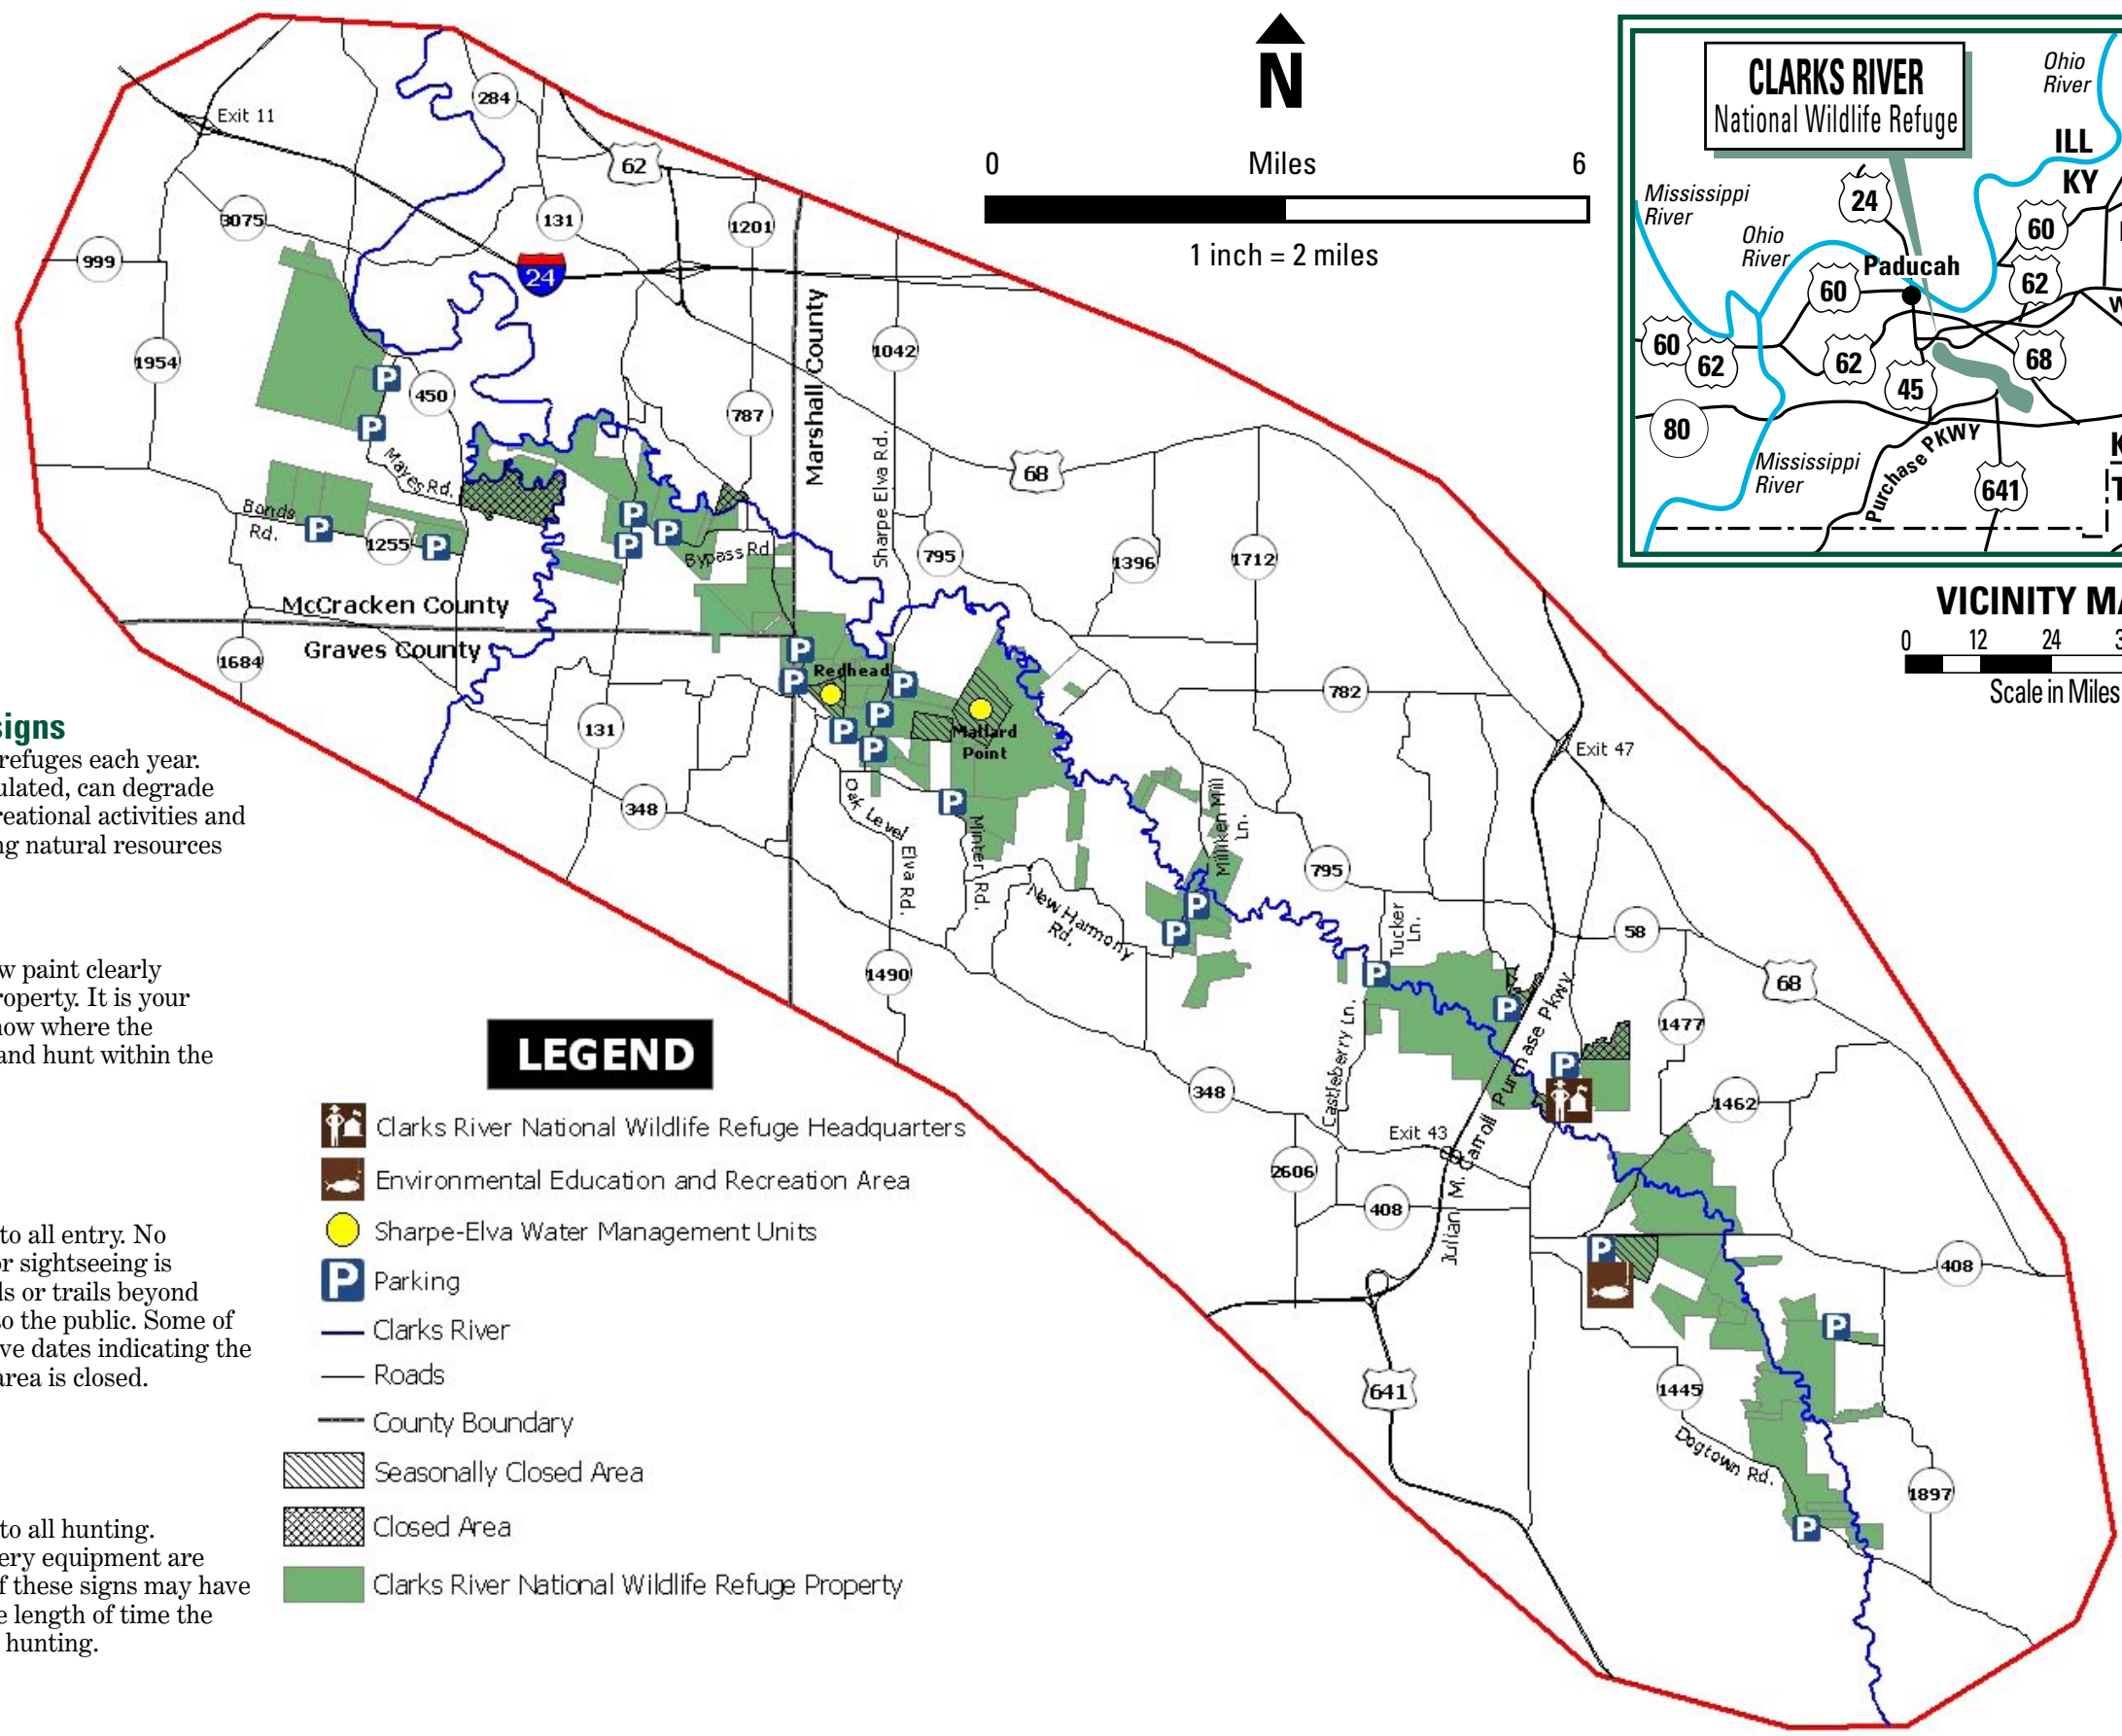 N
0 Miles 6
1 inch = 2 miles
CLARKS RIVER
National Wildlife Refuge
Ohio
River
ILL
KY
Mississippi
River
Ohio
River
Paducah
24
60
62
60
60
62
62
68
45
80
Mississippi
River
Purchase PKWY
641
VICINITY MA
0 12 24 3
Scale in Miles
Exit 11
284
62
3075
131
1201
999
24
1954
450
Marshall County
1042
787
Sharpe Elva Rd.
68
Mayes Rd.
Bonds
Rd.
1255
Bypass Rd
795
1396
1712
McCracken County
Graves County
1684
Redhead
Mallard
Point
782
Exit 47
131
348
Oak Level
Elva Rd.
Minter Rd.
Milliken Mill
Ln.
New Harmony
Rd.
795
Tucker
Ln.
58
68
1490
1477
Castleberry Ln.
348
Julian M. Carroll Purchase Pkwy
Exit 43
1462
2606
408
408
641
1445
Dogtown Rd.
1897
signs
refuges each year.
ulated, can degrade
reational activities and
ng natural resources
w paint clearly
roperty. It is your
now where the
and hunt within the
to all entry. No
or sightseeing is
ds or trails beyond
to the public. Some of
ve dates indicating the
area is closed.
to all hunting.
ery equipment are
f these signs may have
e length of time the
hunting.
LEGEND
Clarks River National Wildlife Refuge Headquarters
Environmental Education and Recreation Area
Sharpe-Elva Water Management Units
P Parking
Clarks River
Roads
County Boundary
Seasonally Closed Area
Closed Area
Clarks River National Wildlife Refuge Property